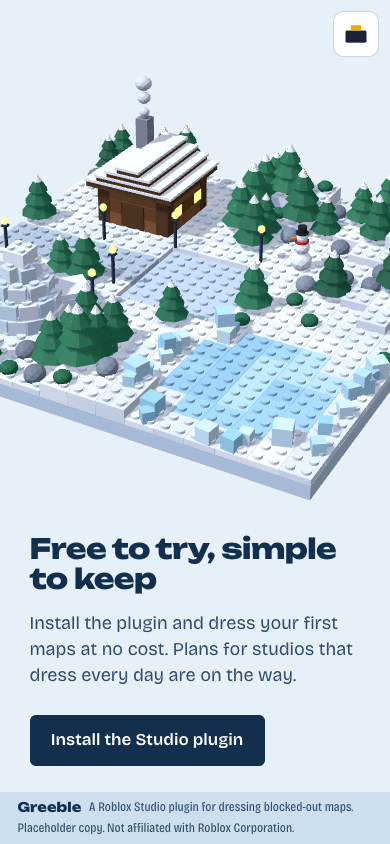 Free to try, simple
to keep
Install the plugin and dress your first
maps at no cost. Plans for studios that
dress every day are on the way.
Install the Studio plugin
Greeble A Roblox Studio plugin for dressing blocked-out maps.
Placeholder copy. Not affiliated with Roblox Corporation.